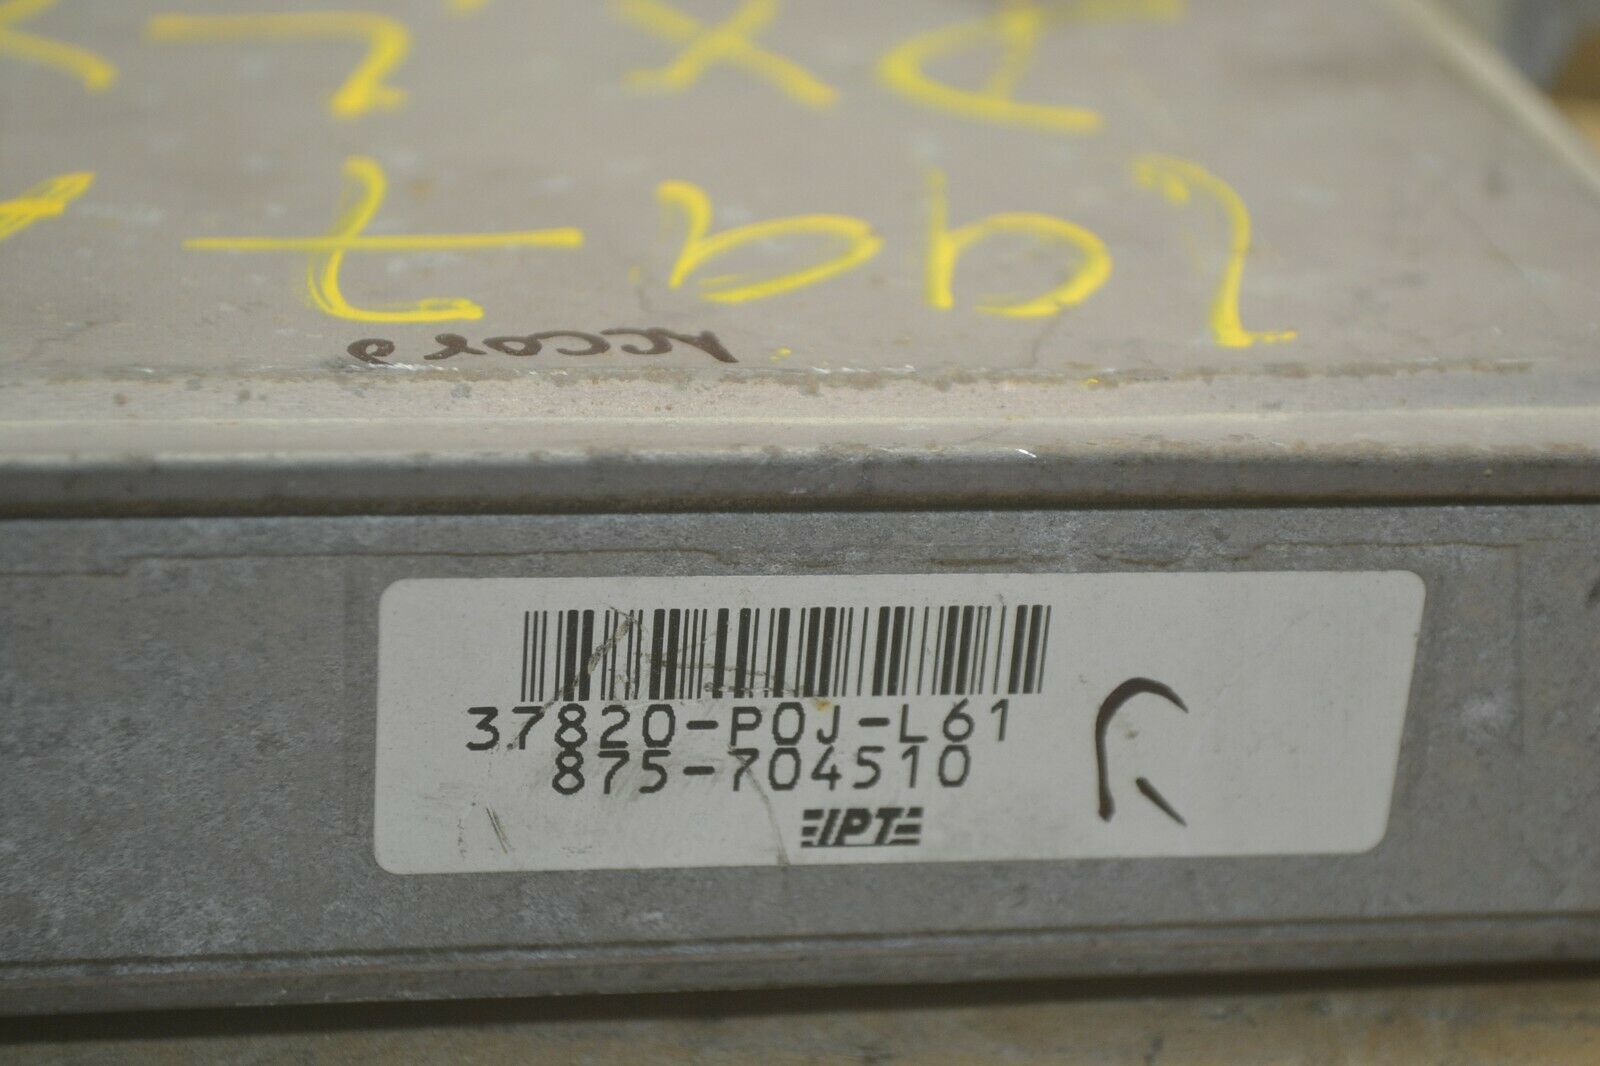 Accord
1997 A
DX, L
37820-P0J-L61
875-704510
IPT